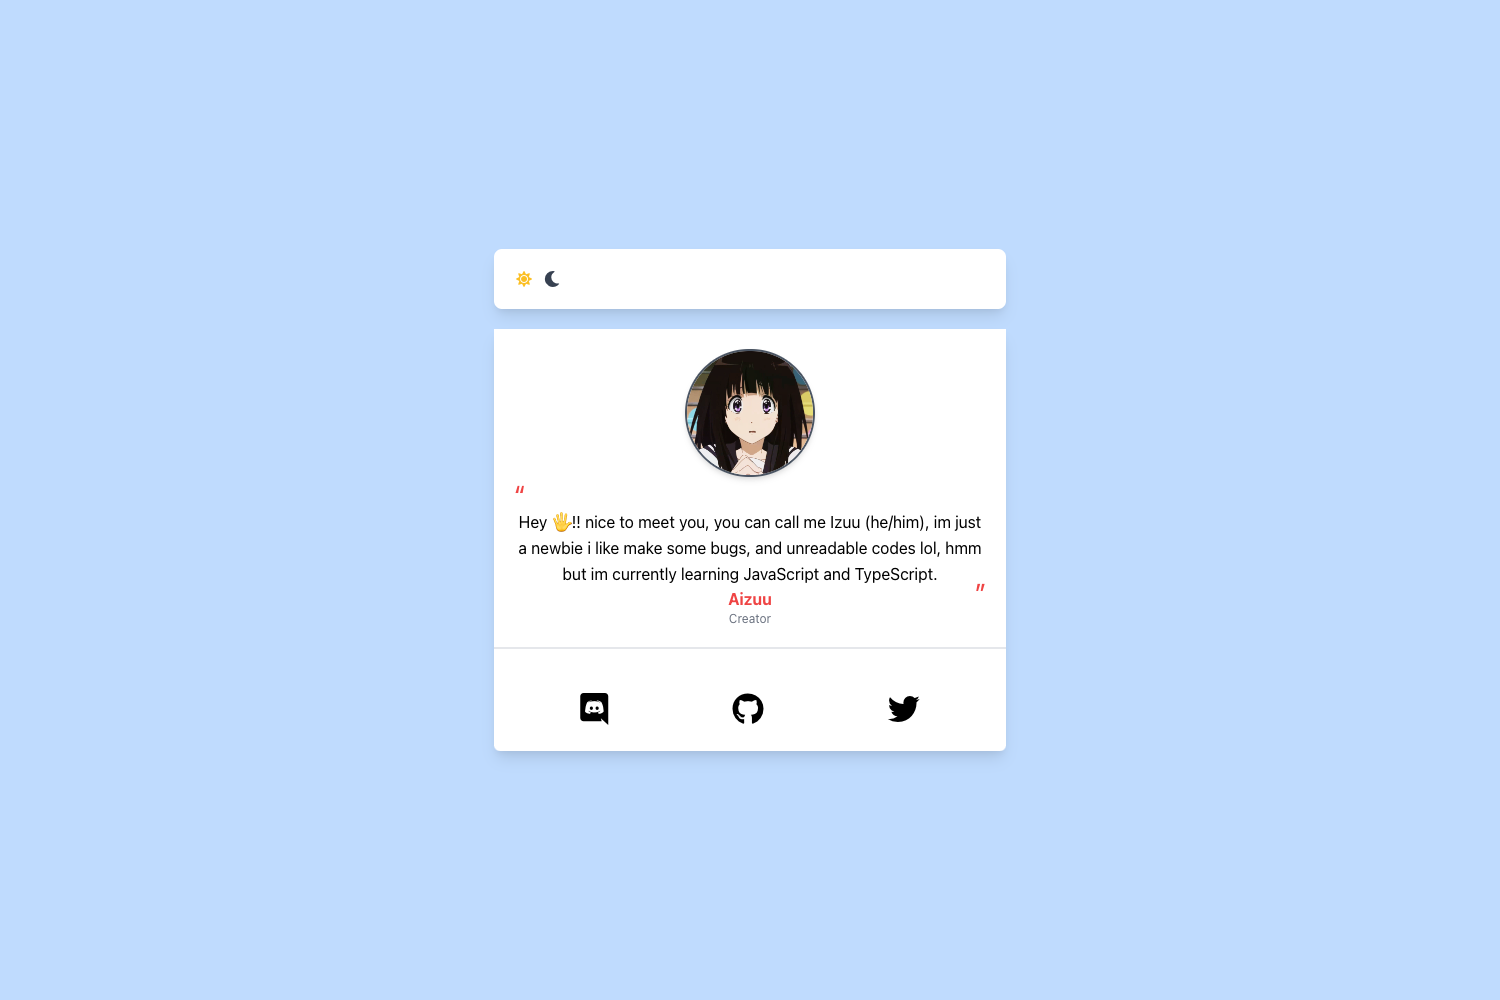 “
Hey 🖐!! nice to meet you, you can call me Izuu (he/him), im just
a newbie i like make some bugs, and unreadable codes lol, hmm
but im currently learning JavaScript and TypeScript.
”
Aizuu
Creator